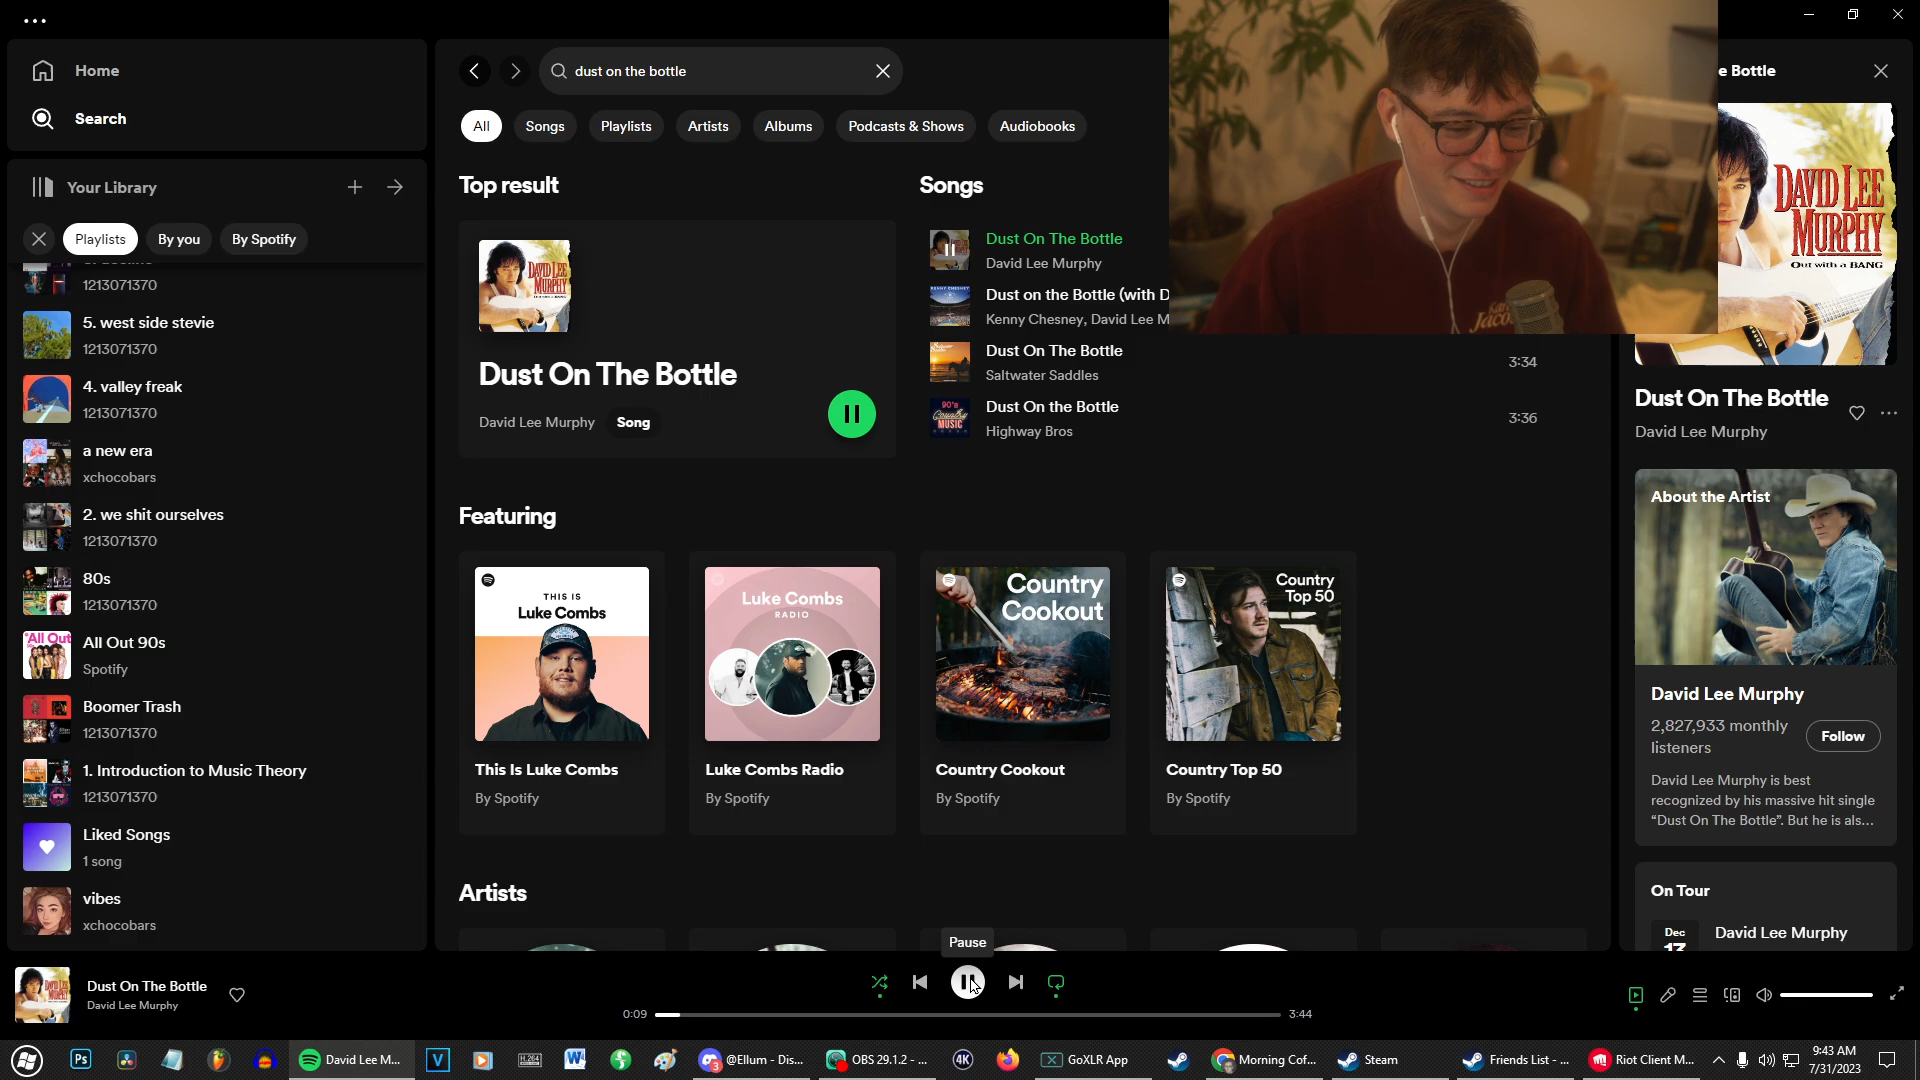 Home
Search
Your Library
Playlists
By you
By Spotify
1213071370
5. west side stevie
1213071370
4. valley freak
1213071370
a new era
xchocobars
2. we shit ourselves
1213071370
80s
1213071370
All Out 90s
Spotify
Boomer Trash
1213071370
1. Introduction to Music Theory
1213071370
Liked Songs
1 song
vibes
xchocobars
dust on the bottle
All
Songs
Playlists
Artists
Albums
Podcasts & Shows
Audiobooks
Top result
DAVID LEE MURPHY
Dust On The Bottle
David Lee Murphy
Song
Songs
Dust On The Bottle
David Lee Murphy
Dust on the Bottle (with D
Kenny Chesney, David Lee M
Dust On The Bottle
Saltwater Saddles
3:34
Dust On the Bottle
Highway Bros
3:36
Featuring
THIS IS
Luke Combs
This Is Luke Combs
By Spotify
Luke Combs
RADIO
Luke Combs Radio
By Spotify
Country
Cookout
Country Cookout
By Spotify
Country
Top 50
Country Top 50
By Spotify
Artists
e Bottle
DAVID LEE
MURPHY
OUT WITH A BANG
Dust On The Bottle
David Lee Murphy
About the Artist
David Lee Murphy
2,827,933 monthly
listeners
Follow
David Lee Murphy is best
recognized by his massive hit single
“Dust On The Bottle”. But he is als...
On Tour
Dec
David Lee Murphy
Dust On The Bottle
David Lee Murphy
Pause
0:09
3:44
Ps
David Lee M...
V
H.264
W
3
@Ellum - Dis...
OBS 29.1.2 - ...
4K
GoXLR App
Morning Cof...
Steam
Friends List - ...
Riot Client M...
9:43 AM
7/31/2023